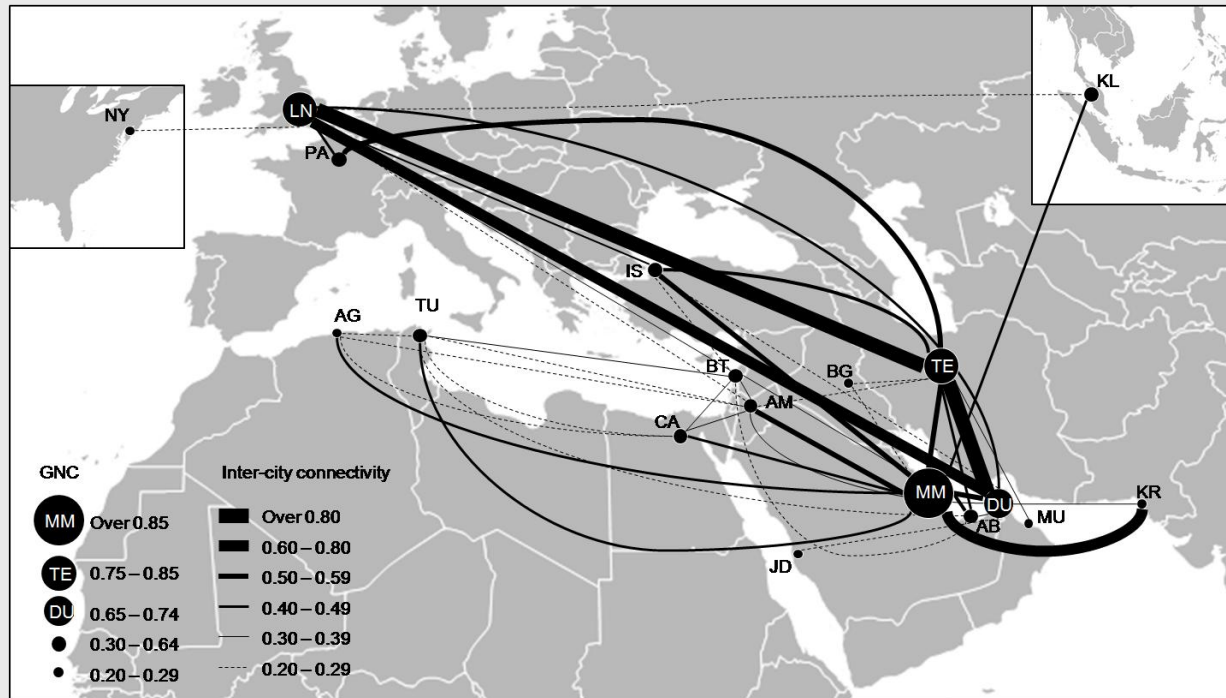 NY
LN
PA
KL
IS
AG
TU
BT
BG
TE
AM
CA
MM
DU
KR
AB
MU
JD
GNC
MM Over 0.85
TE 0.75 – 0.85
DU 0.65 – 0.74
0.30 – 0.64
0.20 – 0.29
Inter-city connectivity
Over 0.80
0.60 – 0.80
0.50 – 0.59
0.40 – 0.49
0.30 – 0.39
0.20 – 0.29